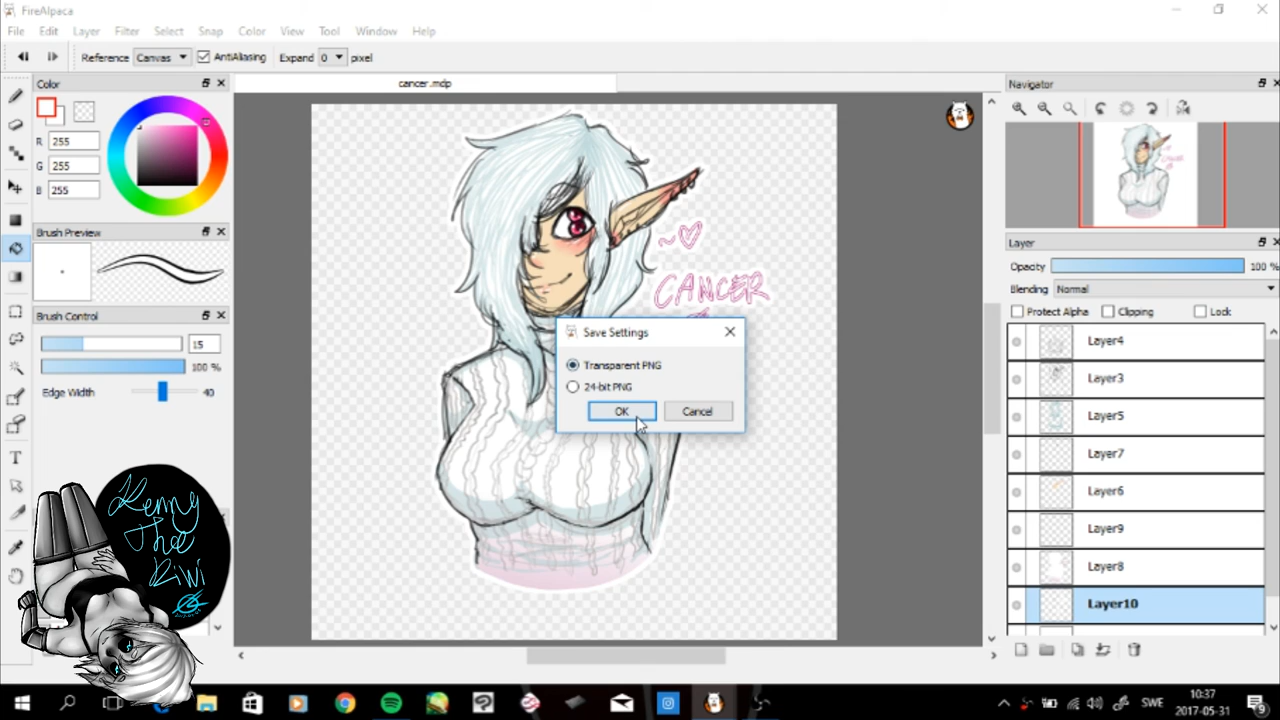 FireAlpaca
File Edit Layer Filter Select Snap Color View Tool Window Help
Reference Canvas AntiAliasing Expand 0 pixel
Color
cancer.mdp
Navigator
R 255
G 255
B 255
Brush Preview
Brush Control
15
100 %
Edge Width 40
~♡
CANCER
Save Settings
Transparent PNG
24-bit PNG
OK Cancel
Layer
Opacity 100 %
Blending Normal
Protect Alpha Clipping Lock
Layer4
Layer3
Layer5
Layer7
Layer6
Layer9
Layer8
Layer10
Kenny
The
Kiwi
SWE
10:37
2017-05-31
9